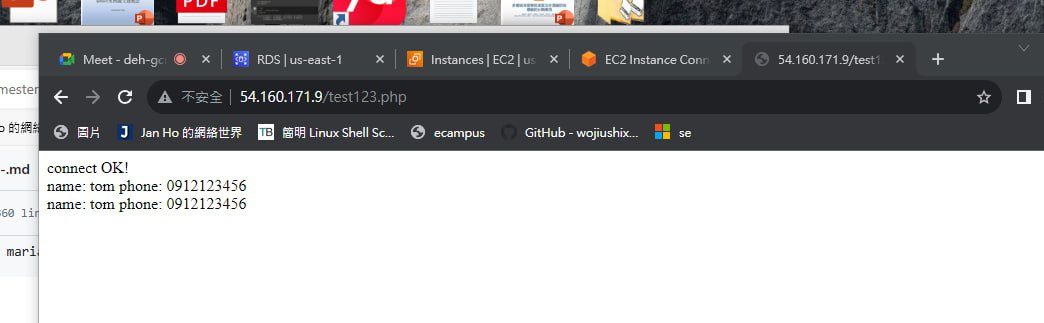 PDF
Meet - deh-gc
RDS | us-east-1
Instances | EC2 | us
EC2 Instance Conn
54.160.171.9/test1
不安全
54.160.171.9/test123.php
圖片
J
Jan Ho 的網絡世界
TB
簡明 Linux Shell Sc...
ecampus
GitHub - wojiushix...
se
mester
o 的網絡
-.md
360 lin
maria
connect OK!
name: tom phone: 0912123456
name: tom phone: 0912123456